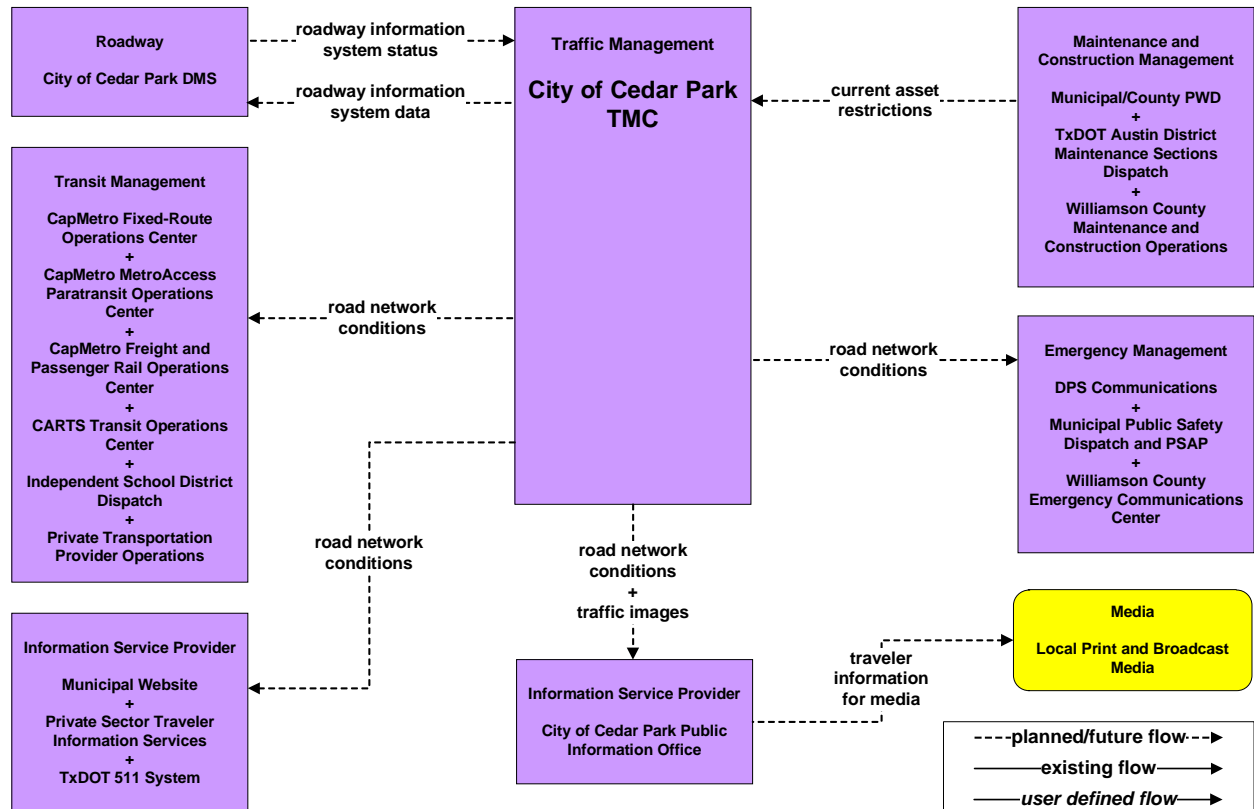 Roadway
City of Cedar Park DMS
roadway information
system status
roadway information
system data
Traffic Management
City of Cedar Park
TMC
current asset
restrictions
Maintenance and
Construction Management
Municipal/County PWD
+
TxDOT Austin District
Maintenance Sections
Dispatch
+
Williamson County
Maintenance and
Construction Operations
Transit Management
CapMetro Fixed-Route
Operations Center
+
CapMetro MetroAccess
Paratransit Operations
Center
+
CapMetro Freight and
Passenger Rail Operations
Center
+
CARTS Transit Operations
Center
+
Independent School District
Dispatch
+
Private Transportation
Provider Operations
road network
conditions
road network
conditions
Emergency Management
DPS Communications
+
Municipal Public Safety
Dispatch and PSAP
+
Williamson County
Emergency Communications
Center
road network
conditions
road network
conditions
+
traffic images
Information Service Provider
Municipal Website
+
Private Sector Traveler
Information Services
+
TxDOT 511 System
Information Service Provider
City of Cedar Park Public
Information Office
traveler
information
for media
Media
Local Print and Broadcast
Media
planned/future flow
existing flow
user defined flow